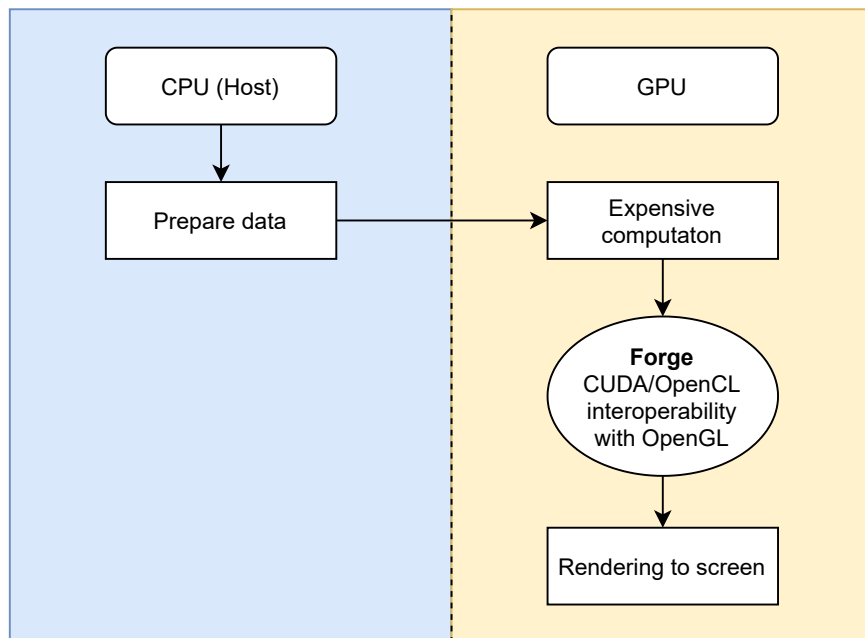 CPU (Host)
GPU
Prepare data
Expensive
computaton
Forge
CUDA/OpenCL
interoperability
with OpenGL
Rendering to screen